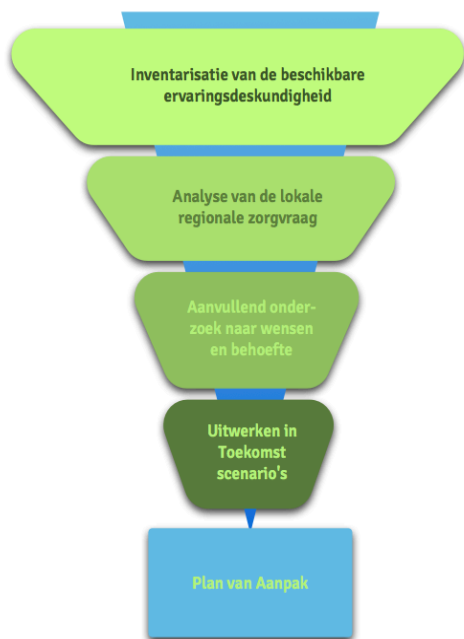 Inventarisatie van de beschikbare
ervaringsdeskundigheid
Analyse van de lokale
regionale zorgvraag
Aanvullend onder-
zoek naar wensen
en behoefte
Uitwerken in
Toekomst
scenario's
Plan van Aanpak